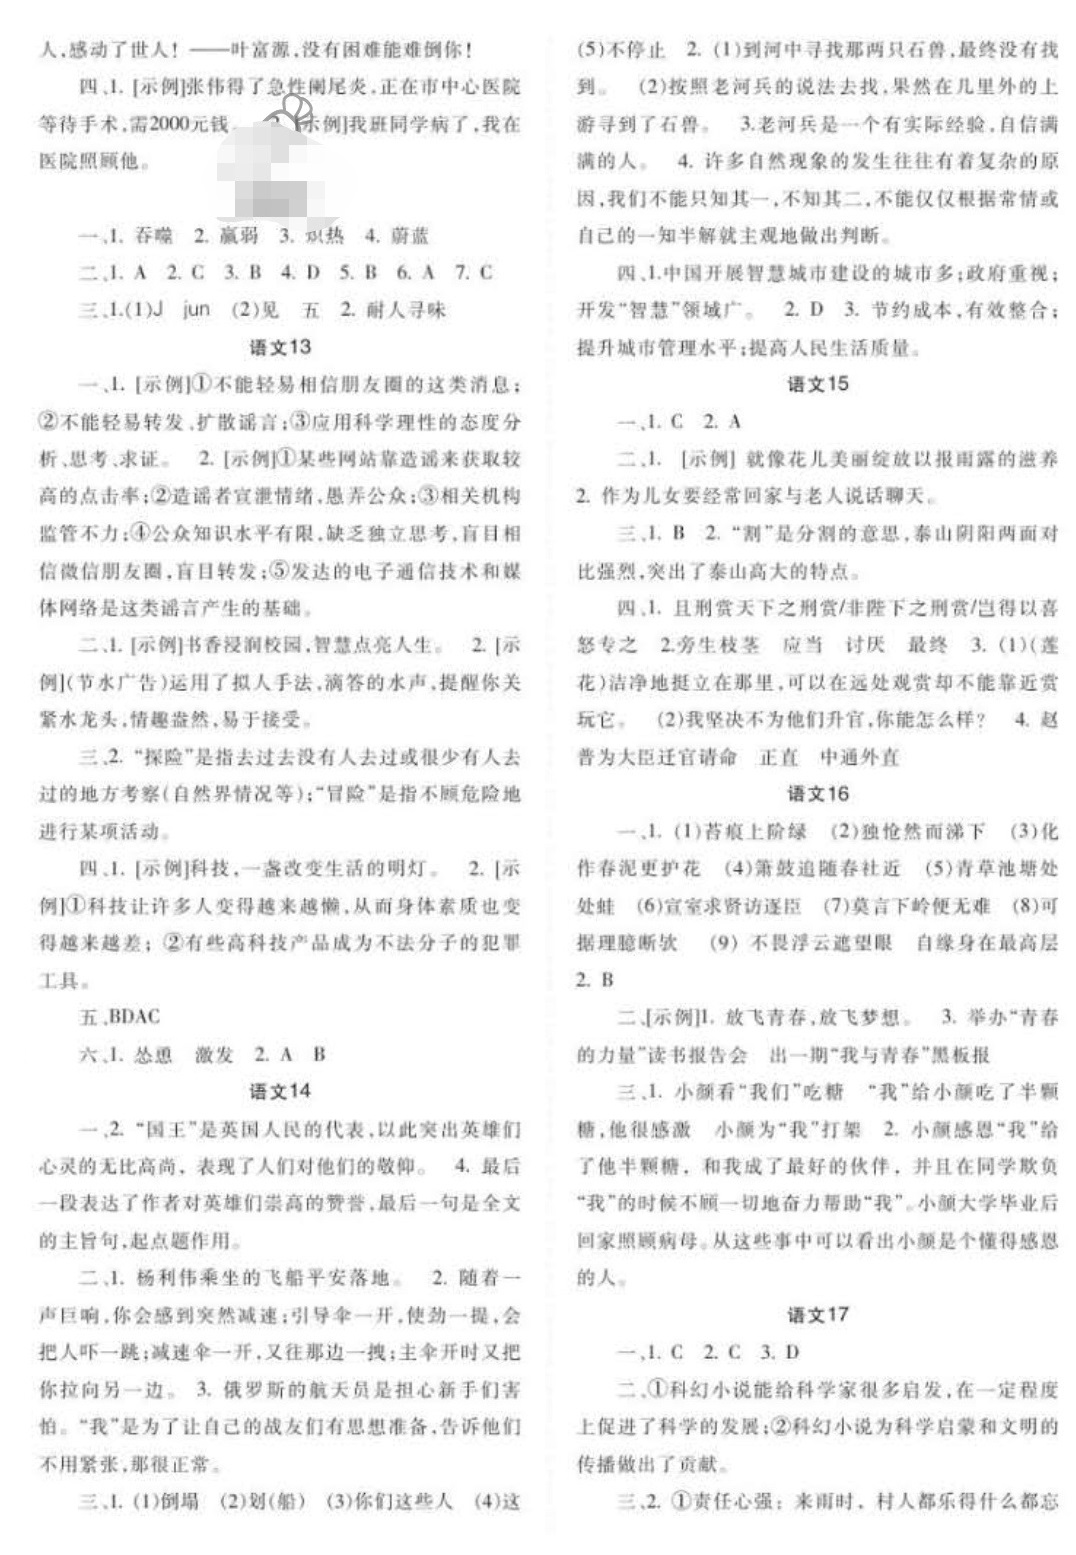 人,感动了世人！——叶富源,没有困难能难倒你！
四、1. [示例]张伟得了急性阑尾炎,正在市中心医院
等待手术,需2000元钱 示例]我班同学病了,我在
医院照顾他。
一、1. 吞噬 2. 羸弱 3. 炽热 4. 蔚蓝
二、1. A 2. C 3. B 4. D 5. B 6. A 7. C
三、1.(1)J jun (2)见 五 2. 耐人寻味
语文13
一、1. [示例]①不能轻易相信朋友圈的这类消息；
②不能轻易转发、扩散谣言；③应用科学理性的态度分
析、思考、求证。 2. [示例]①某些网站靠造谣来获取较
高的点击率；②造谣者宣泄情绪,愚弄公众；③相关机构
监管不力；④公众知识水平有限,缺乏独立思考,盲目相
信微信朋友圈,盲目转发；⑤发达的电子通信技术和媒
体网络是这类谣言产生的基础。
二、1. [示例]书香浸润校园,智慧点亮人生。 2. [示
例](节水广告)运用了拟人手法,滴答的水声,提醒你关
紧水龙头,情趣盎然,易于接受。
三、2. “探险”是指去过去没有人去过或很少有人去
过的地方考察(自然界情况等)；“冒险”是指不顾危险地
进行某项活动。
四、1. [示例]科技,一盏改变生活的明灯。 2. [示
例]①科技让许多人变得越来越懒,从而身体素质也变
得越来越差；②有些高科技产品成为不法分子的犯罪
工具。
五、BDAC
六、1. 怂恿 激发 2. A B
语文14
一、2. “国王”是英国人民的代表,以此突出英雄们
心灵的无比高尚，表现了人们对他们的敬仰。 4. 最后
一段表达了作者对英雄们崇高的赞誉,最后一句是全文
的主旨句,起点题作用。
二、1. 杨利伟乘坐的飞船平安落地。 2. 随着一
声巨响,你会感到突然减速；引导伞一开,使劲一提,会
把人吓一跳；减速伞一开,又往那边一拽；主伞开时又把
你拉向另一边。 3. 俄罗斯的航天员是担心新手们害
怕。“我”是为了让自己的战友们有思想准备,告诉他们
不用紧张,那很正常。
三、1. (1)倒塌 (2)划(船) (3)你们这些人 (4)这
(5)不停止 2. (1)到河中寻找那两只石兽,最终没有找
到。 (2)按照老河兵的说法去找,果然在几里外的上
游寻到了石兽。 3.老河兵是一个有实际经验,自信满
满的人。 4. 许多自然现象的发生往往有着复杂的原
因,我们不能只知其一,不知其二,不能仅仅根据常情或
自己的一知半解就主观地做出判断。
四、1.中国开展智慧城市建设的城市多；政府重视；
开发“智慧”领域广。 2. D 3. 节约成本,有效整合；
提升城市管理水平；提高人民生活质量。
语文15
一、1. C 2. A
二、1. [示例] 就像花儿美丽绽放以报雨露的滋养
2. 作为儿女要经常回家与老人说话聊天。
三、1. B 2. “割”是分割的意思,泰山阴阳两面对
比强烈,突出了泰山高大的特点。
四、1. 且刑赏天下之刑赏/非陛下之刑赏/岂得以喜
怒专之 2.旁生枝茎 应当 讨厌 最终 3. (1)(莲
花)洁净地挺立在那里,可以在远处观赏却不能靠近赏
玩它。 (2)我坚决不为他们升官,你能怎么样？ 4. 赵
普为大臣迁官请命 正直 中通外直
语文16
一、1. (1)苔痕上阶绿 (2)独怆然而涕下 (3)化
作春泥更护花 (4)箫鼓追随春社近 (5)青草池塘处
处蛙 (6)宣室求贤访逐臣 (7)莫言下岭便无难 (8)可
据理臆断欤 (9) 不畏浮云遮望眼 自缘身在最高层
2. B
二、[示例]1. 放飞青春,放飞梦想。 3. 举办“青春
的力量”读书报告会 出一期“我与青春”黑板报
三、1. 小颜看“我们”吃糖 “我”给小颜吃了半颗
糖,他很感激 小颜为“我”打架 2. 小颜感恩“我”给
了他半颗糖，和我成了最好的伙伴，并且在同学欺负
“我”的时候不顾一切地奋力帮助“我”。小颜大学毕业后
回家照顾病母。从这些事中可以看出小颜是个懂得感恩
的人。
语文17
一、1. C 2. C 3. D
二、①科幻小说能给科学家很多启发,在一定程度
上促进了科学的发展；②科幻小说为科学启蒙和文明的
传播做出了贡献。
三、2. ①责任心强：来雨时，村人都乐得什么都忘